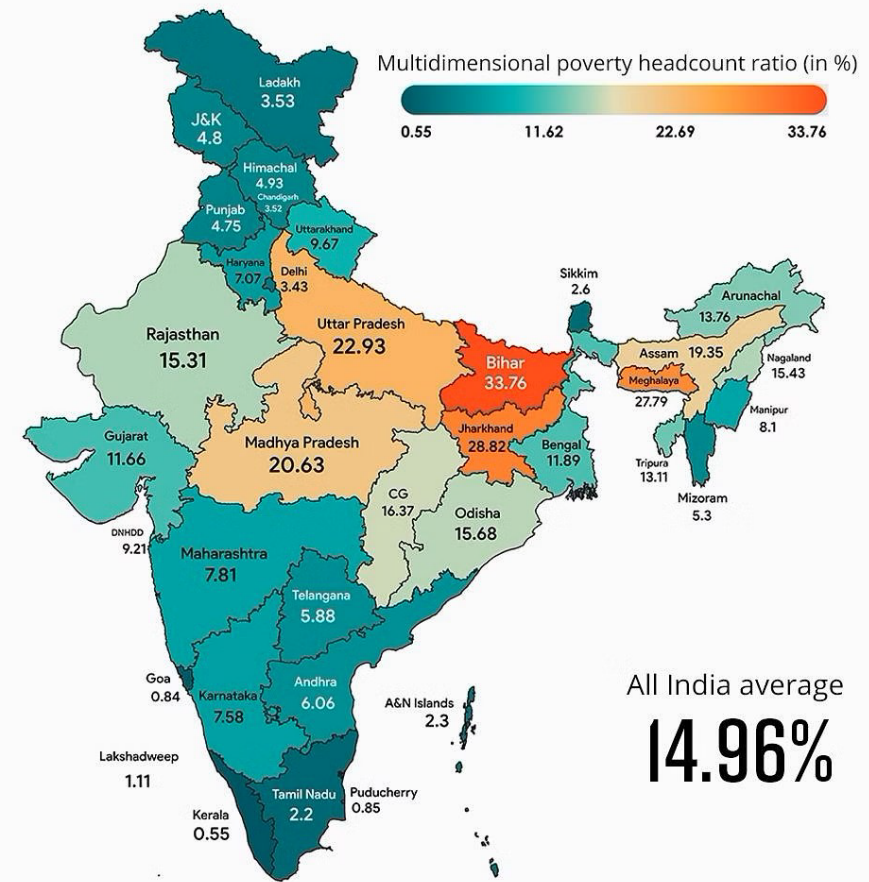 Multidimensional poverty headcount ratio (in %)
0.55 11.62 22.69 33.76
Ladakh
3.53
J&K
4.8
Himachal
4.93
Chandigarh
3.52
Punjab
4.75
Uttarakhand
9.67
Haryana
7.07
Delhi
3.43
Sikkim
2.6
Arunachal
13.76
Rajasthan
15.31
Uttar Pradesh
22.93
Bihar
33.76
Assam 19.35
Nagaland
15.43
Meghalaya
27.79
Manipur
8.1
Tripura
13.11
Mizoram
5.3
Gujarat
11.66
Madhya Pradesh
20.63
Jharkhand
28.82
Bengal
11.89
CG
16.37
Odisha
15.68
DNHDD
9.21
Maharashtra
7.81
Telangana
5.88
Goa
0.84
Karnataka
7.58
Andhra
6.06
A&N Islands
2.3
All India average
14.96%
Lakshadweep
1.11
Kerala
0.55
Tamil Nadu
2.2
Puducherry
0.85